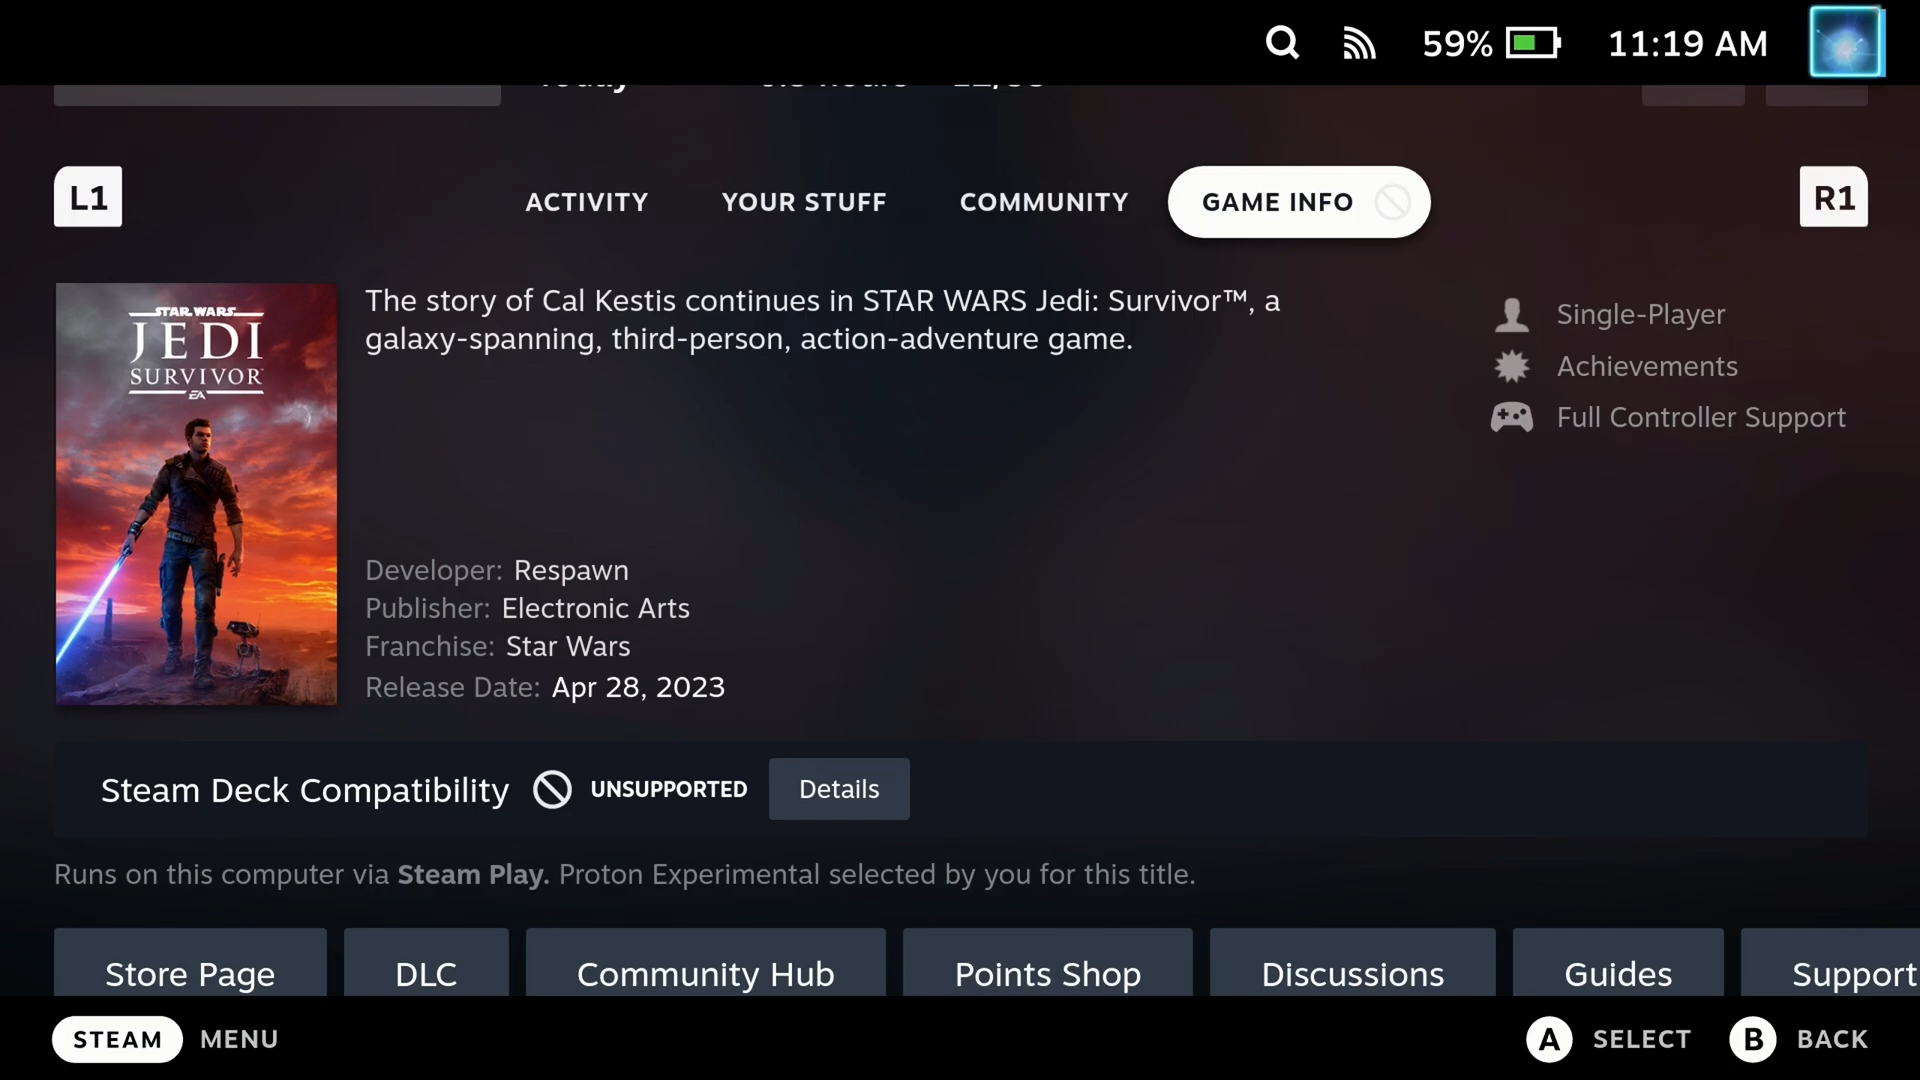 59% 11:19 AM
L1 ACTIVITY YOUR STUFF COMMUNITY GAME INFO R1
STAR WARS
JEDI
SURVIVOR
EA
The story of Cal Kestis continues in STAR WARS Jedi: Survivor™, a
galaxy-spanning, third-person, action-adventure game.
Single-Player
Achievements
Full Controller Support
Developer: Respawn
Publisher: Electronic Arts
Franchise: Star Wars
Release Date: Apr 28, 2023
Steam Deck Compatibility UNSUPPORTED Details
Runs on this computer via Steam Play. Proton Experimental selected by you for this title.
Store Page DLC Community Hub Points Shop Discussions Guides Support
STEAM MENU A SELECT B BACK